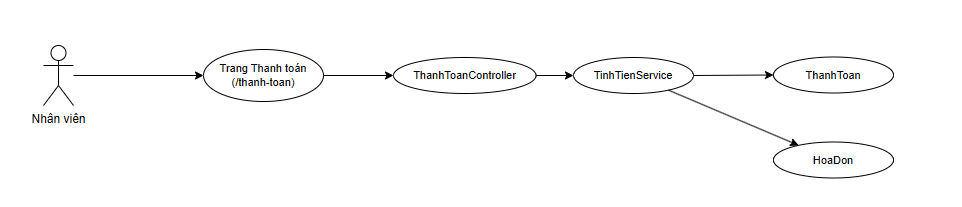 Nhân viên
Trang Thanh toán
(/thanh-toan)
ThanhToanController
TinhTienService
ThanhToan
HoaDon